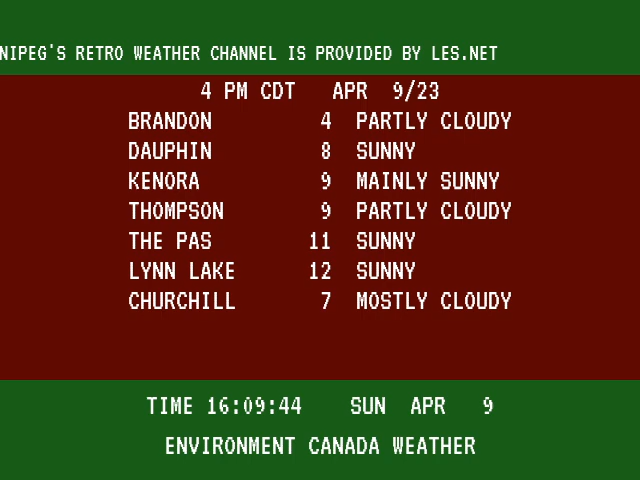 NIPEG'S RETRO WEATHER CHANNEL IS PROVIDED BY LES.NET
4 PM CDT APR 9/23
BRANDON 4 PARTLY CLOUDY
DAUPHIN 8 SUNNY
KENORA 9 MAINLY SUNNY
THOMPSON 9 PARTLY CLOUDY
THE PAS 11 SUNNY
LYNN LAKE 12 SUNNY
CHURCHILL 7 MOSTLY CLOUDY
TIME 16:09:44 SUN APR 9
ENVIRONMENT CANADA WEATHER